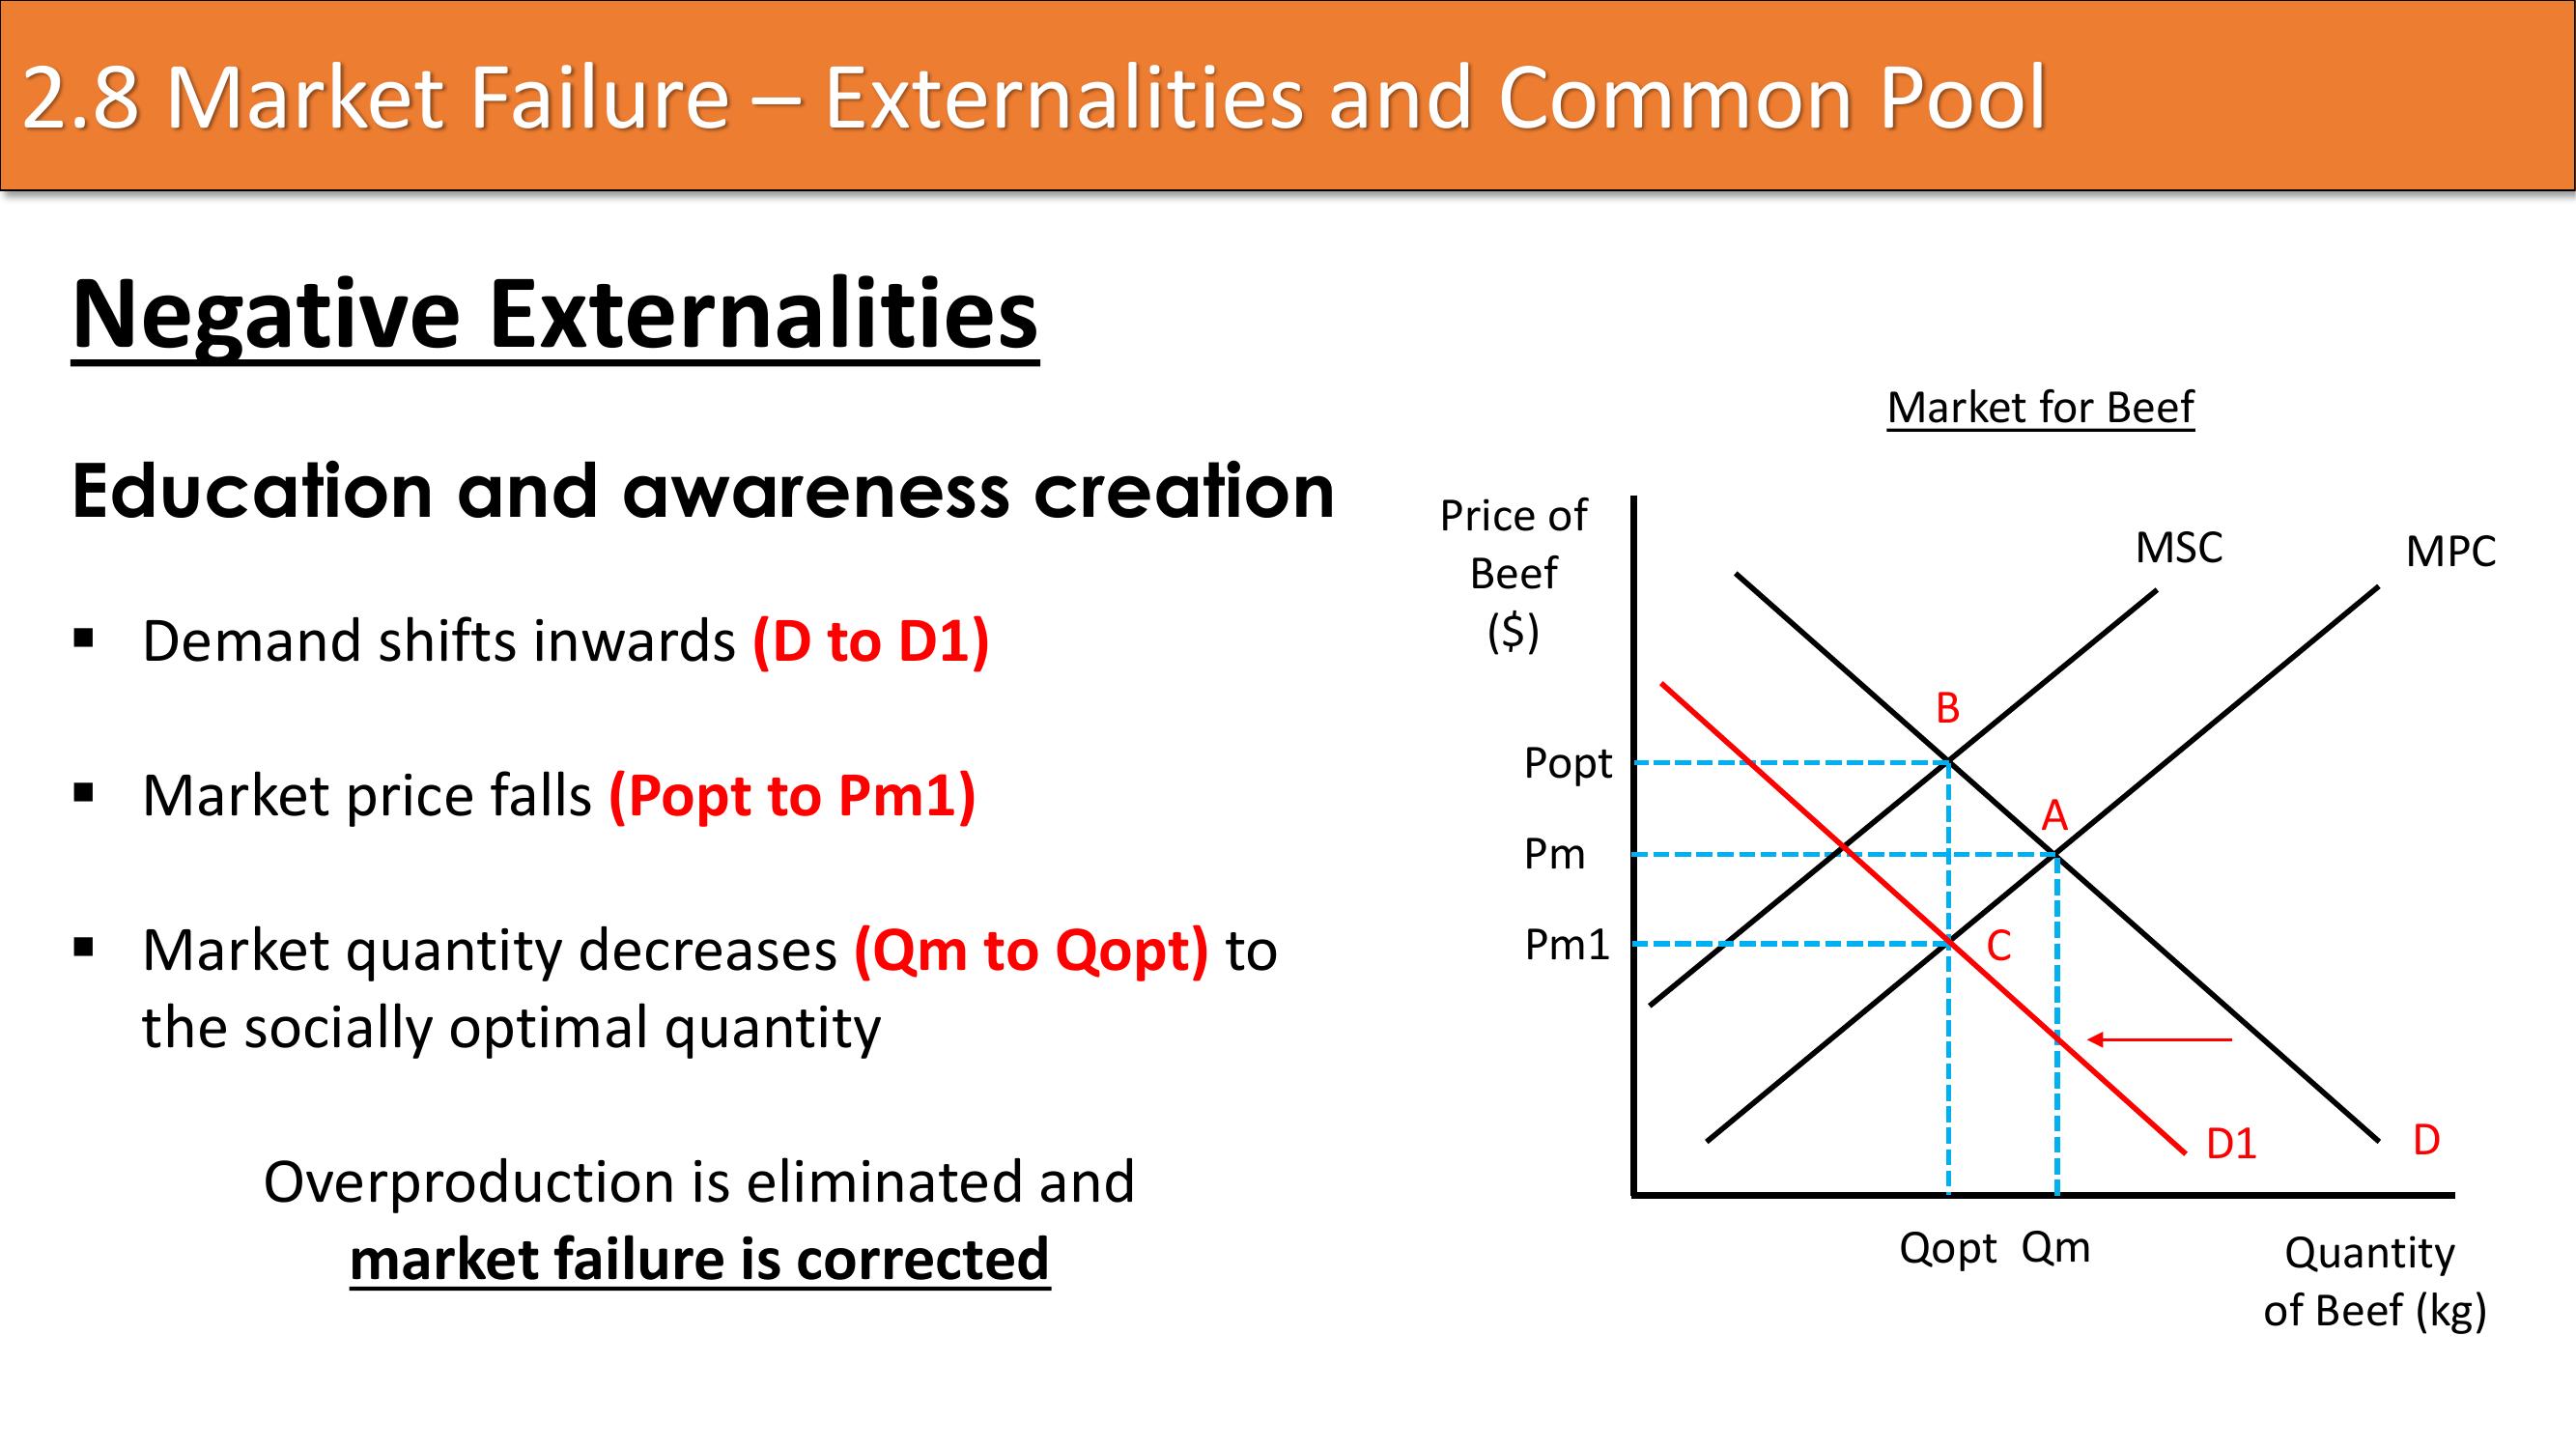 2.8 Market Failure – Externalities and Common Pool
Negative Externalities
Education and awareness creation
▪ Demand shifts inwards (D to D1)
▪ Market price falls (Popt to Pm1)
▪ Market quantity decreases (Qm to Qopt) to
the socially optimal quantity
Overproduction is eliminated and
market failure is corrected
Market for Beef
Price of
Beef
($)
MSC
MPC
B
Popt
A
Pm
Pm1
C
D1
D
Qopt
Qm
Quantity
of Beef (kg)